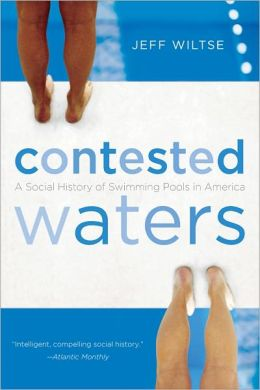 JEFF WILTSE
contested
A Social History of Swimming Pools in America
waters
"Intelligent, compelling social history."
—Atlantic Monthly